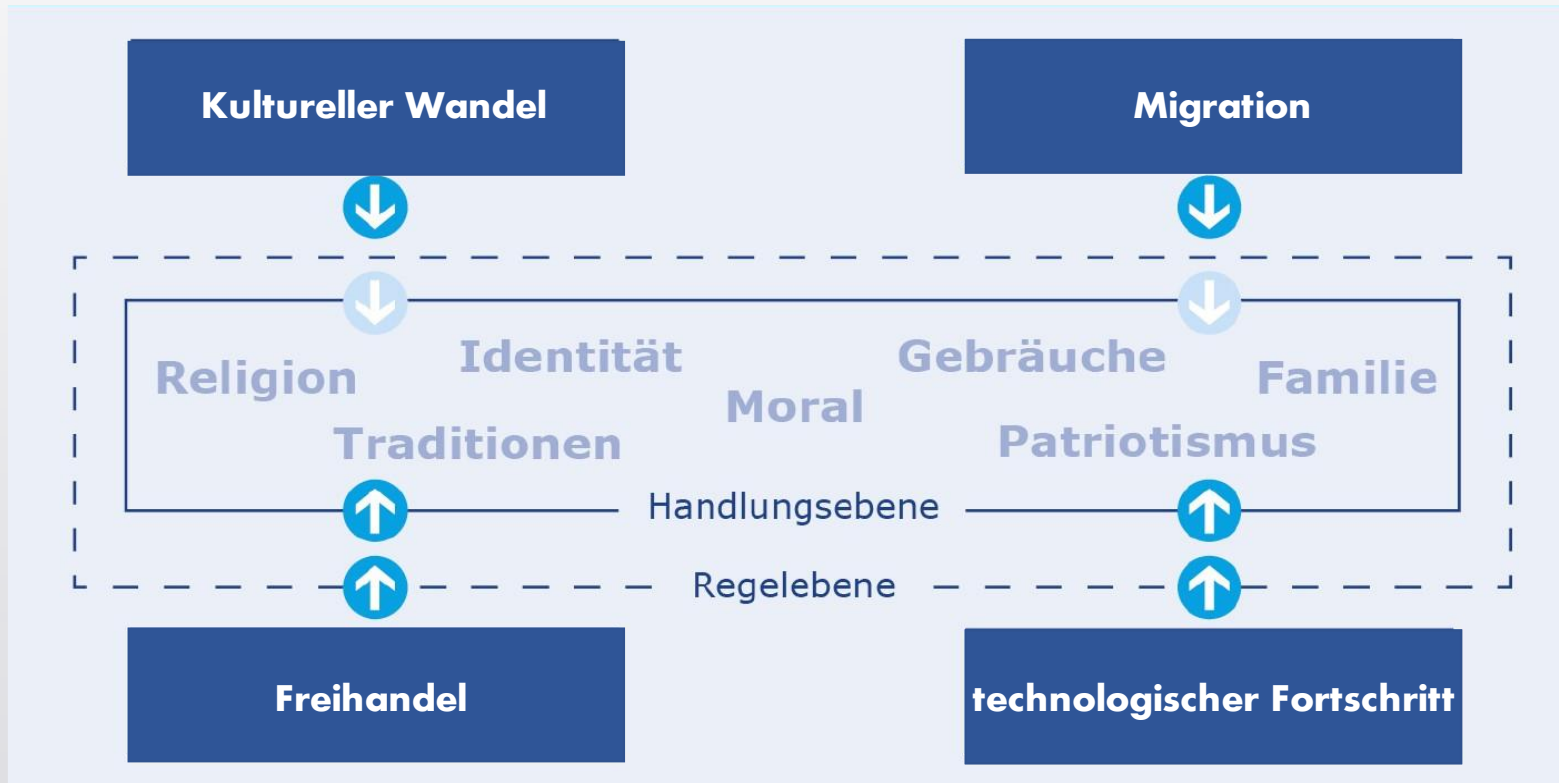 Kultureller Wandel
Migration
Identität
Gebräuche
Religion
Familie
Moral
Traditionen
Patriotismus
Handlungsebene
Regelebene
Freihandel
technologischer Fortschritt